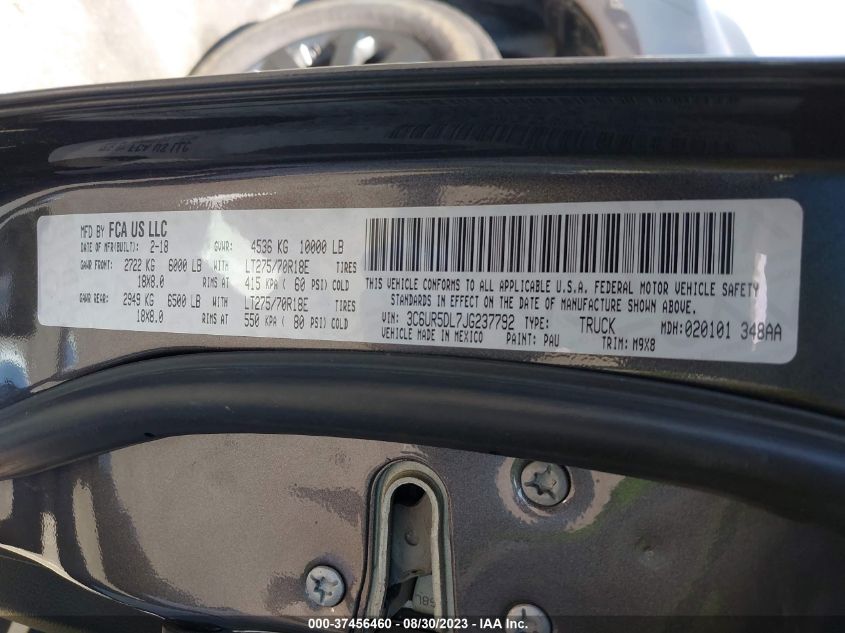 MFD BY FCA US LLC
DATE OF MFR(BUILT): 2-18 GVWR: 4536 KG 10000 LB
GAWR FRONT: 2722 KG 6000 LB WITH LT275/70R18E TIRES
18X8.0 RIMS AT 415 KPA ( 60 PSI) COLD
GAWR REAR: 2949 KG 6500 LB WITH LT275/70R18E TIRES
18X8.0 RIMS AT 550 KPA ( 80 PSI) COLD
THIS VEHICLE CONFORMS TO ALL APPLICABLE U.S.A. FEDERAL MOTOR VEHICLE SAFETY
STANDARDS IN EFFECT ON THE DATE OF MANUFACTURE SHOWN ABOVE.
VIN: 3C6UR5DL7JG237792 TYPE: TRUCK MDH: 020101 348AA
VEHICLE MADE IN MEXICO PAINT: PAU TRIM: M9X8
000-37456460 - 08/30/2023 - IAA Inc.